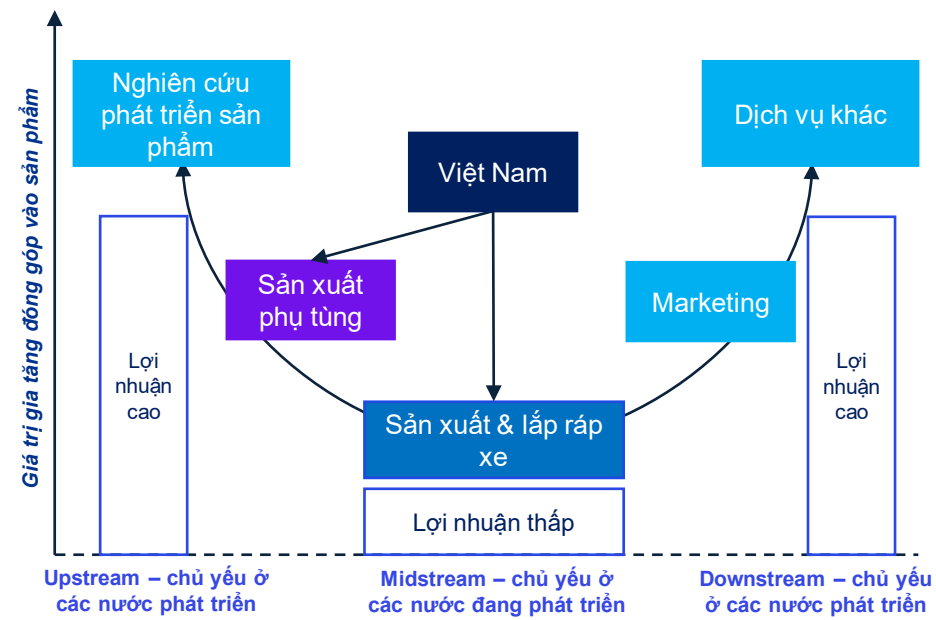 Giá trị gia tăng đóng góp vào sản phẩm
Nghiên cứu
phát triển sản
phẩm
Việt Nam
Dịch vụ khác
Sản xuất
phụ tùng
Marketing
Lợi
nhuận
cao
Sản xuất & lắp ráp
xe
Lợi
nhuận
cao
Lợi nhuận thấp
Upstream – chủ yếu ở
các nước phát triển
Midstream – chủ yếu ở
các nước đang phát triển
Downstream – chủ yếu
ở các nước phát triển